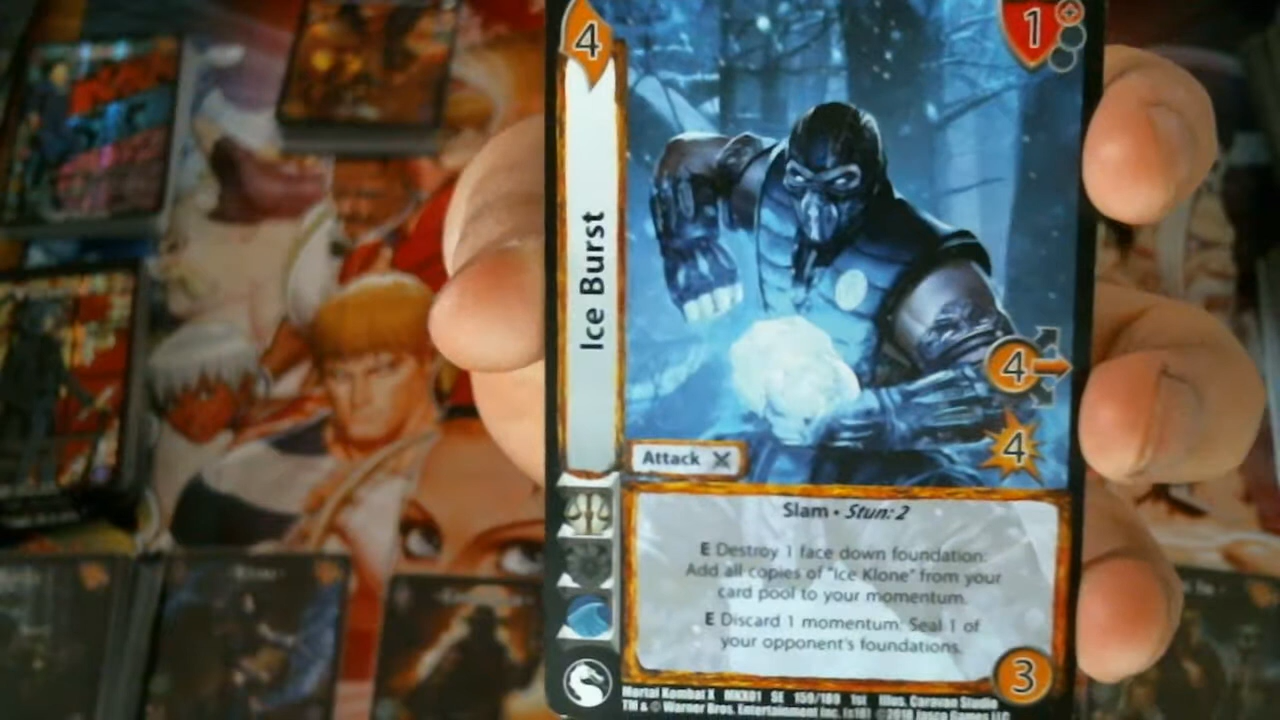 4
1
Ice Burst
4
4
Attack
Slam • Stun: 2
E Destroy 1 face down foundation:
Add all copies of "Ice Klone" from your
card pool to your momentum.
E Discard 1 momentum: Seal 1 of
your opponent's foundations.
3
Mortal Kombat X MKX01 SE 159/189 1st Illus. Caravan Studio
TM & © Warner Bros. Entertainment Inc. (s18) ©2018 Jasco Games LLC